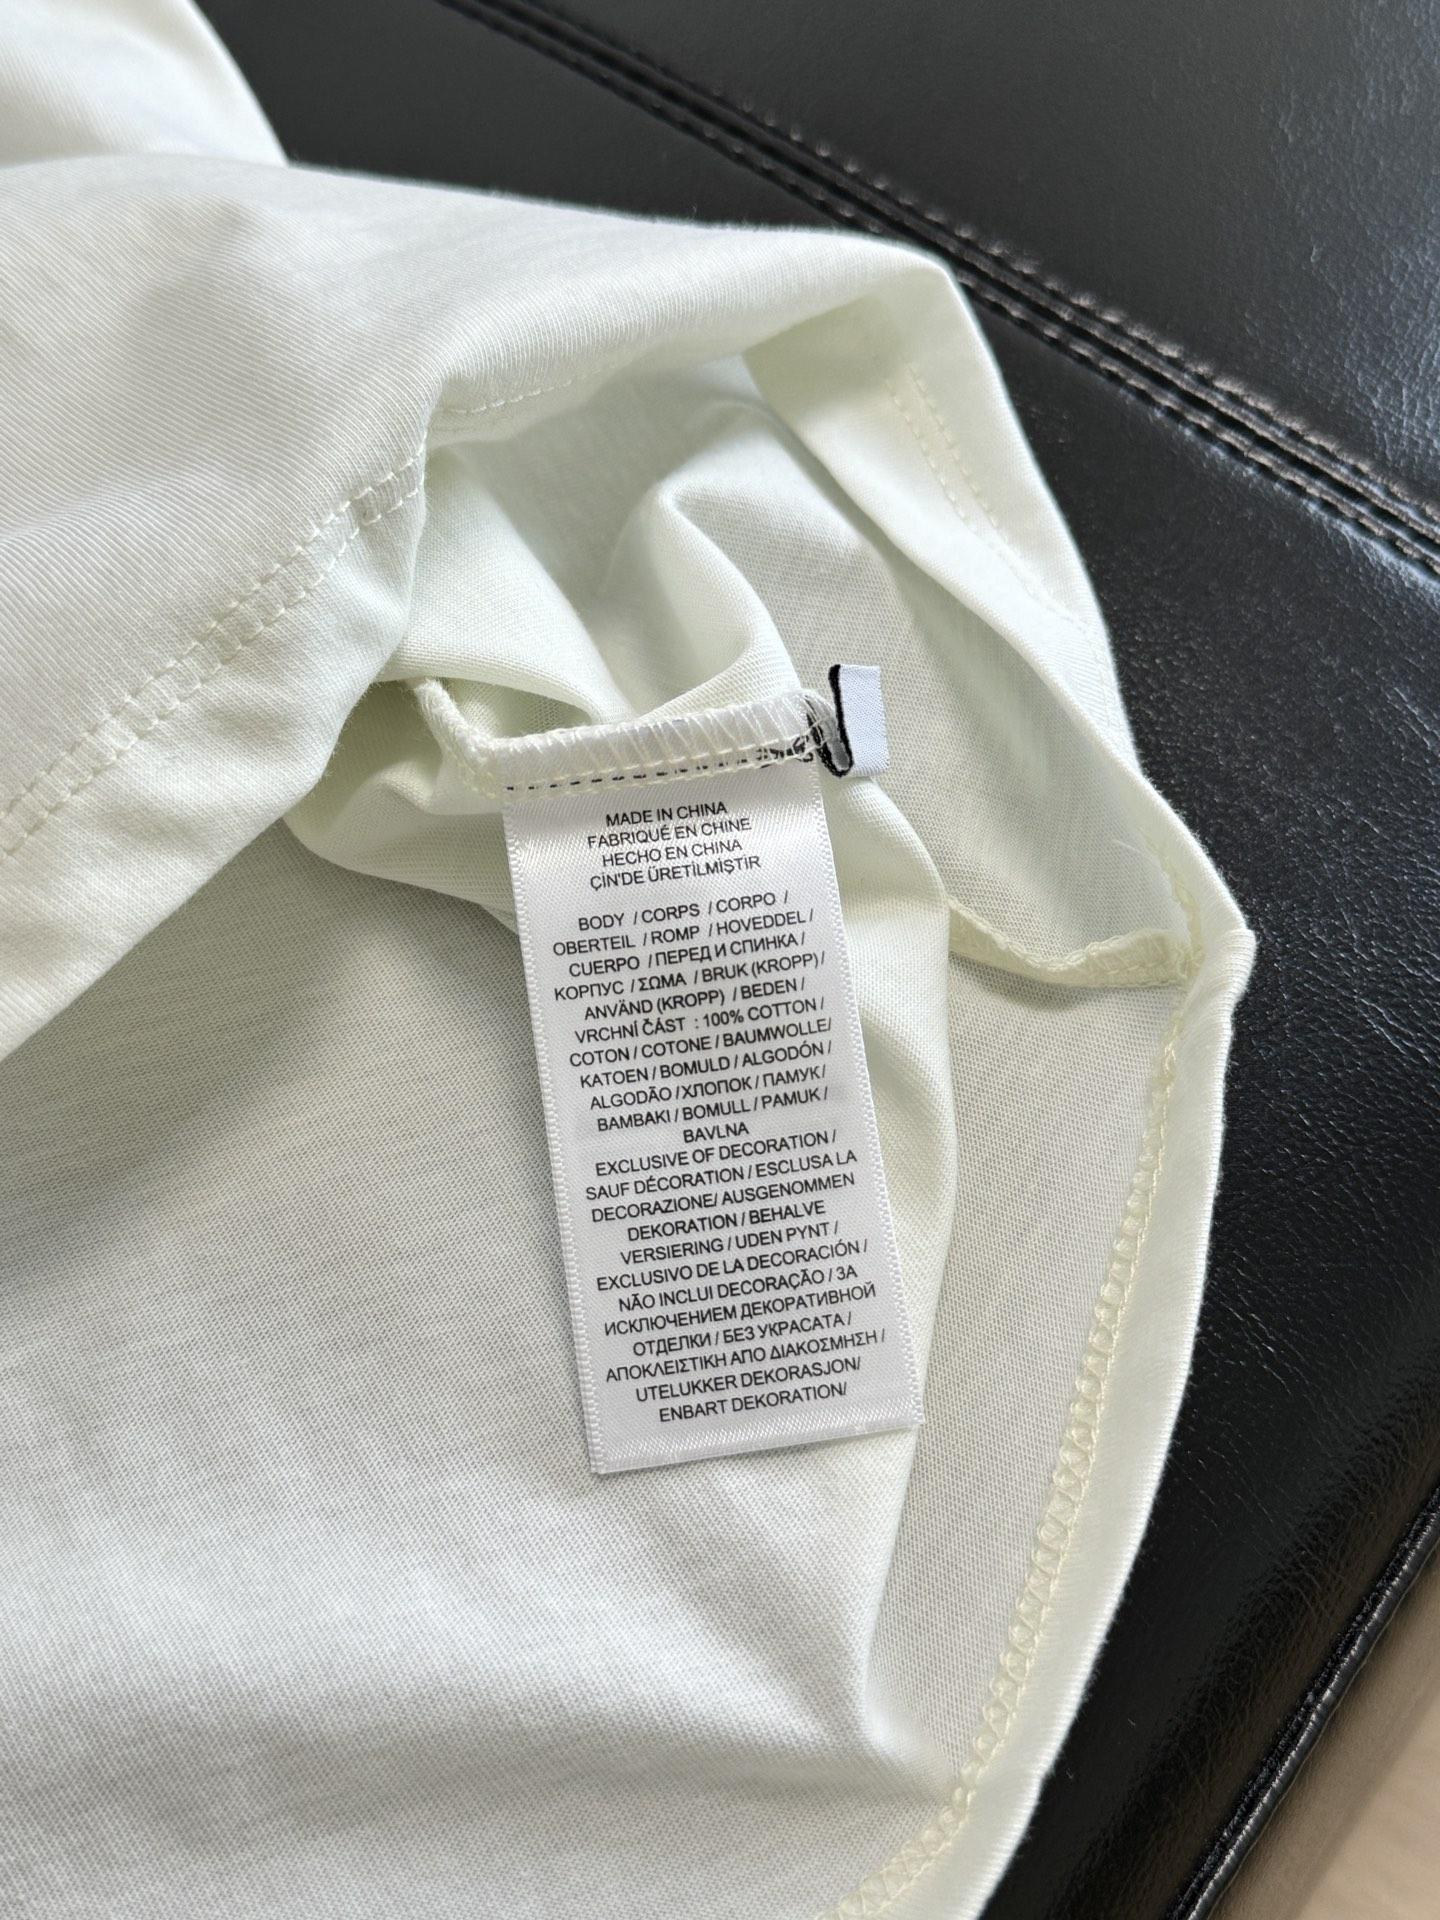 MADE IN CHINA
FABRIQUÉ EN CHINE
HECHO EN CHINA
ÇİN'DE ÜRETİLMİŞTİR
BODY / CORPS / CORPO /
OBERTEIL / ROMP / HOVEDDEL /
CUERPO / ПЕРЕД И СПИНКА /
КОРПУС / ΣΩΜΑ / BRUK (KROPP) /
ANVÄND (KROPP) / BEDEN /
VRCHNÍ ČÁST : 100% COTTON /
COTON / COTONE / BAUMWOLLE/
KATOEN / BOMULD / ALGODÓN /
ALGODÃO / ХЛОПОК / ПАМУК /
BAMBAKI / BOMULL / PAMUK /
BAVLNA
EXCLUSIVE OF DECORATION /
SAUF DÉCORATION / ESCLUSA LA
DECORAZIONE/ AUSGENOMMEN
DEKORATION / BEHALVE
VERSIERING / UDEN PYNT /
EXCLUSIVO DE LA DECORACIÓN /
NÃO INCLUI DECORAÇÃO / ЗА
ИСКЛЮЧЕНИЕМ ДЕКОРАТИВНОЙ
ОТДЕЛКИ / БЕЗ УКРАСАТА /
ΑΠΟΚΛΕΙΣΤΙΚΗ ΑΠΟ ΔΙΑΚΟΣΜΗΣΗ /
UTELUKKER DEKORASJON/
ENBART DEKORATION/